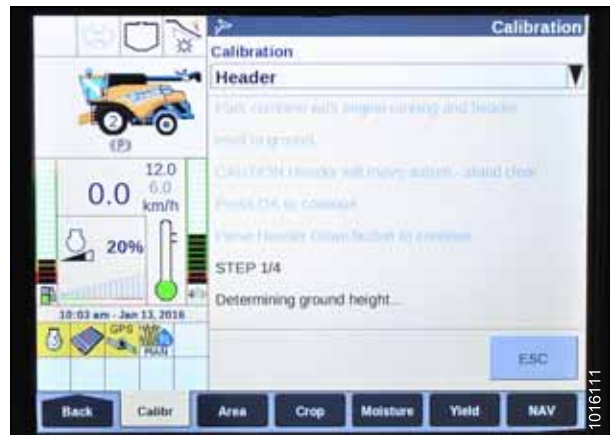 Calibration
Calibration
Header
Park combine with engine running and header
level to ground.
CAUTION Header will move autom - stand clear
Press OK to continue
Press Header Down button to continue
STEP 1/4
Determining ground height...
ESC
2
(P)
12.0
0.0
6.0
km/h
20%
10:03 am - Jan 13, 2016
GPS
MAN
Back
Calibr
Area
Crop
Moisture
Yield
NAV
1016111